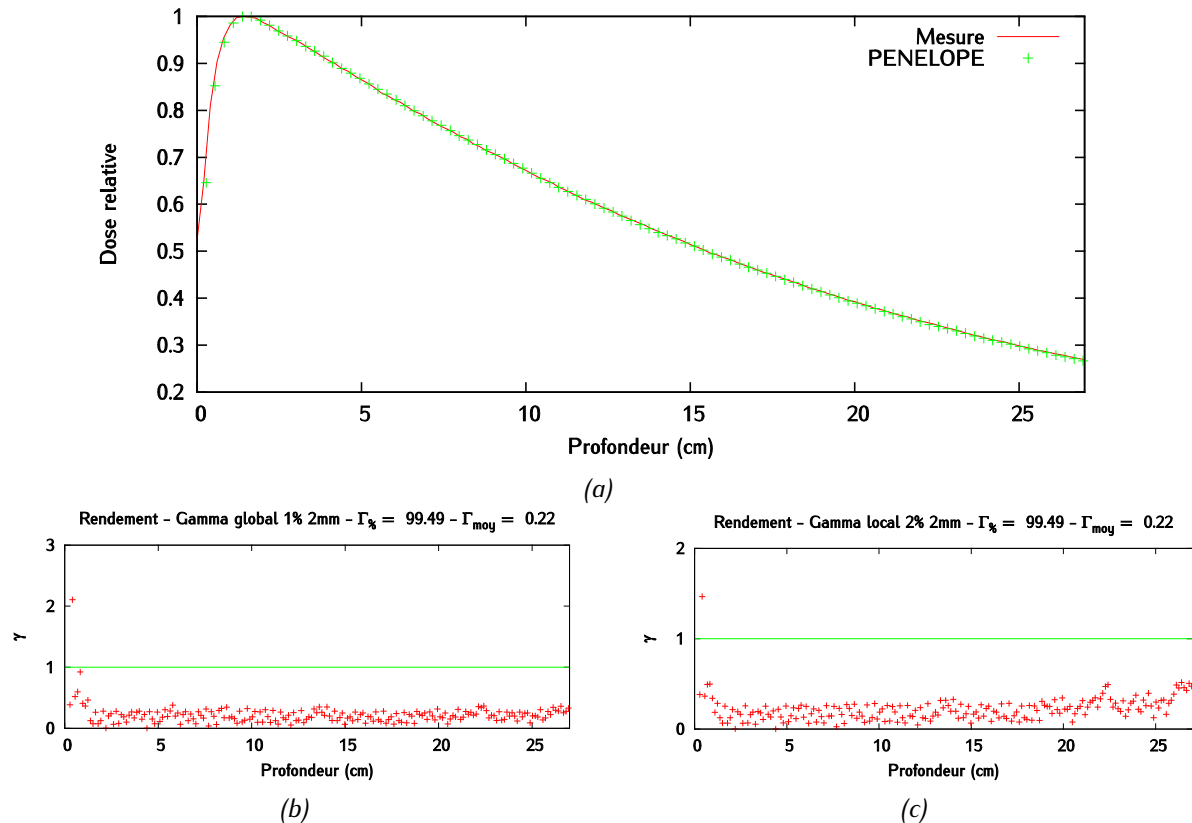 1
0.9
0.8
0.7
0.6
0.5
0.4
0.3
0.2
0 5 10 15 20 25
Dose relative
Profondeur (cm)
Mesure
PENELOPE
(a)
Rendement – Gamma global 1% 2mm – Γ% = 99.49 – Γmoy = 0.22
3
2
1
0
γ
0 5 10 15 20 25
Profondeur (cm)
(b)
Rendement – Gamma local 2% 2mm – Γ% = 99.49 – Γmoy = 0.22
2
1
0
γ
0 5 10 15 20 25
Profondeur (cm)
(c)